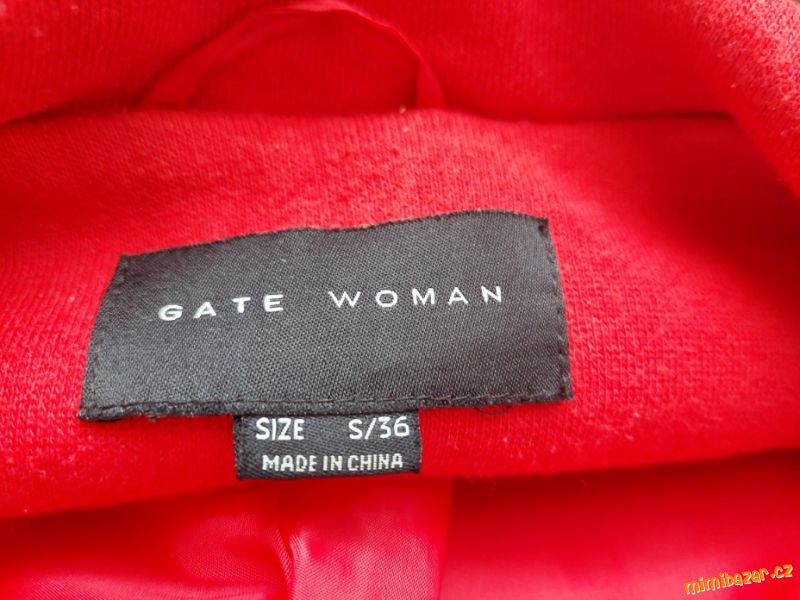 GATE WOMAN
SIZE S/36
MADE IN CHINA
mimibazar.cz